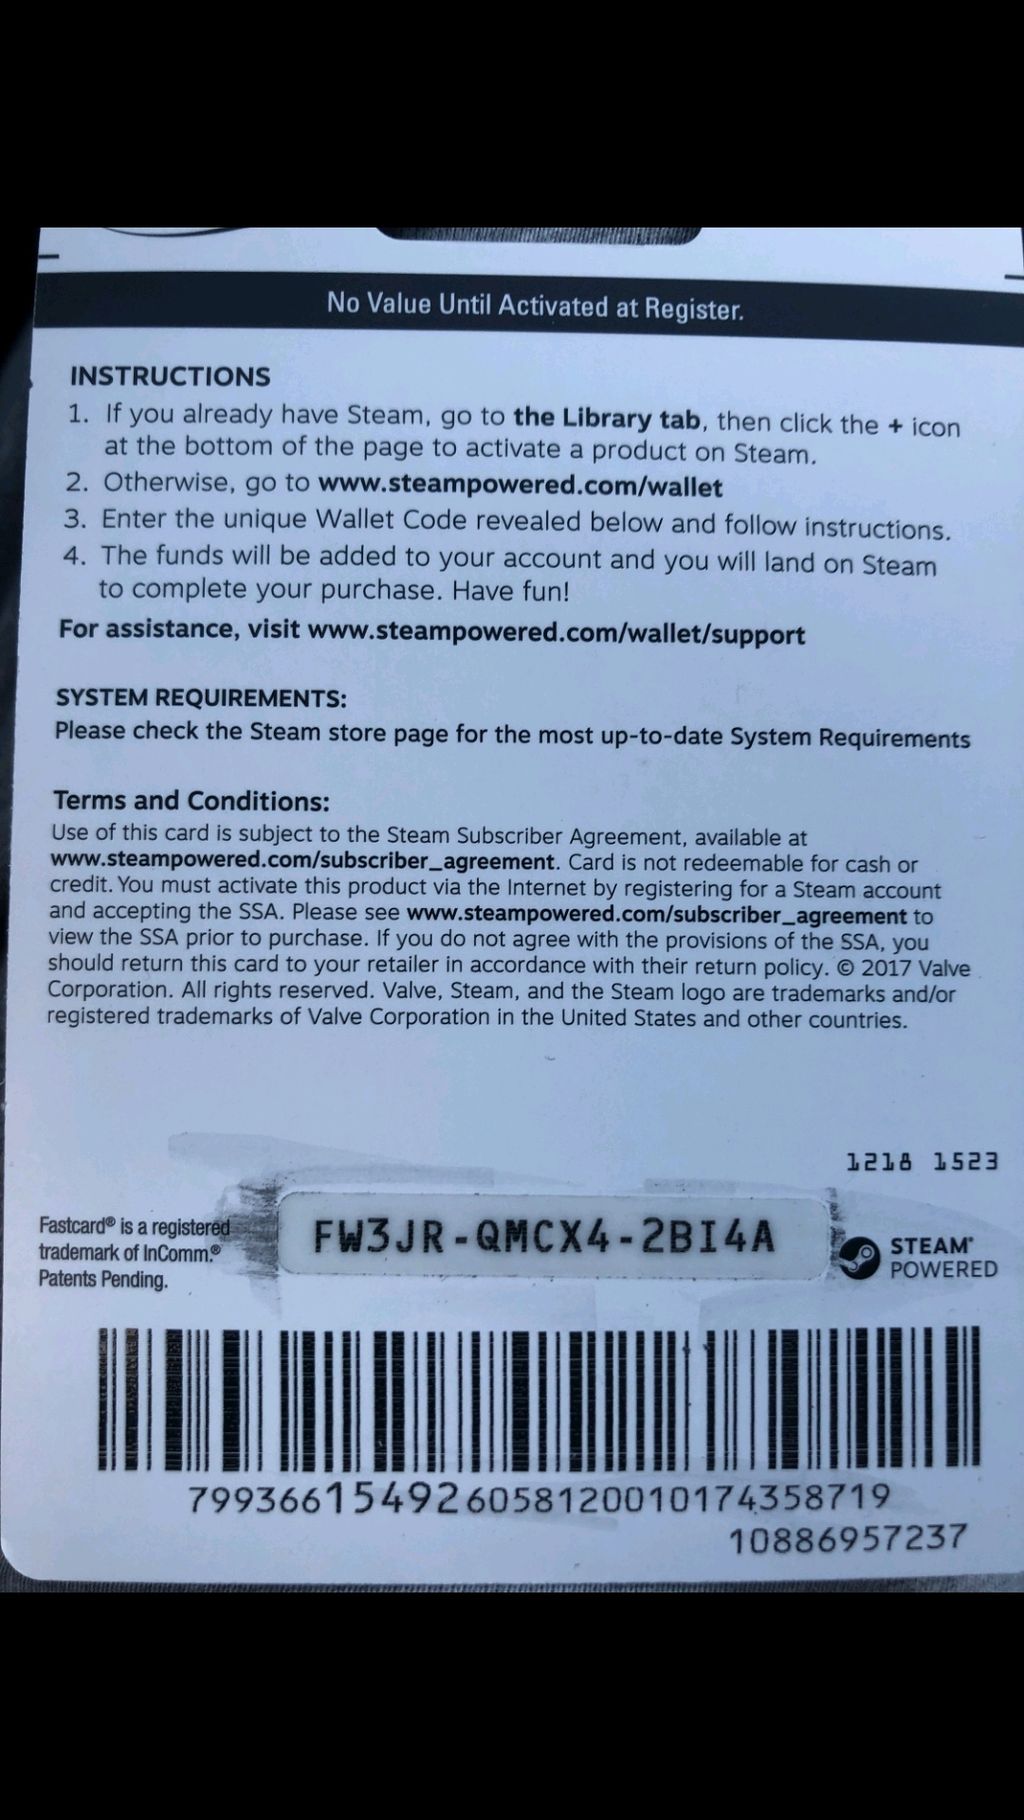 No Value Until Activated at Register.
INSTRUCTIONS
1. If you already have Steam, go to the Library tab, then click the + icon
at the bottom of the page to activate a product on Steam.
2. Otherwise, go to www.steampowered.com/wallet
3. Enter the unique Wallet Code revealed below and follow instructions.
4. The funds will be added to your account and you will land on Steam
to complete your purchase. Have fun!
For assistance, visit www.steampowered.com/wallet/support
SYSTEM REQUIREMENTS:
Please check the Steam store page for the most up-to-date System Requirements
Terms and Conditions:
Use of this card is subject to the Steam Subscriber Agreement, available at
www.steampowered.com/subscriber_agreement. Card is not redeemable for cash or
credit. You must activate this product via the Internet by registering for a Steam account
and accepting the SSA. Please see www.steampowered.com/subscriber_agreement to
view the SSA prior to purchase. If you do not agree with the provisions of the SSA, you
should return this card to your retailer in accordance with their return policy. © 2017 Valve
Corporation. All rights reserved. Valve, Steam, and the Steam logo are trademarks and/or
registered trademarks of Valve Corporation in the United States and other countries.
1218 1523
Fastcard® is a registered
trademark of InComm.®
Patents Pending.
FW3JR-QMCX4-2BI4A
STEAM®
POWERED
799366154926058120010174358719
10886957237